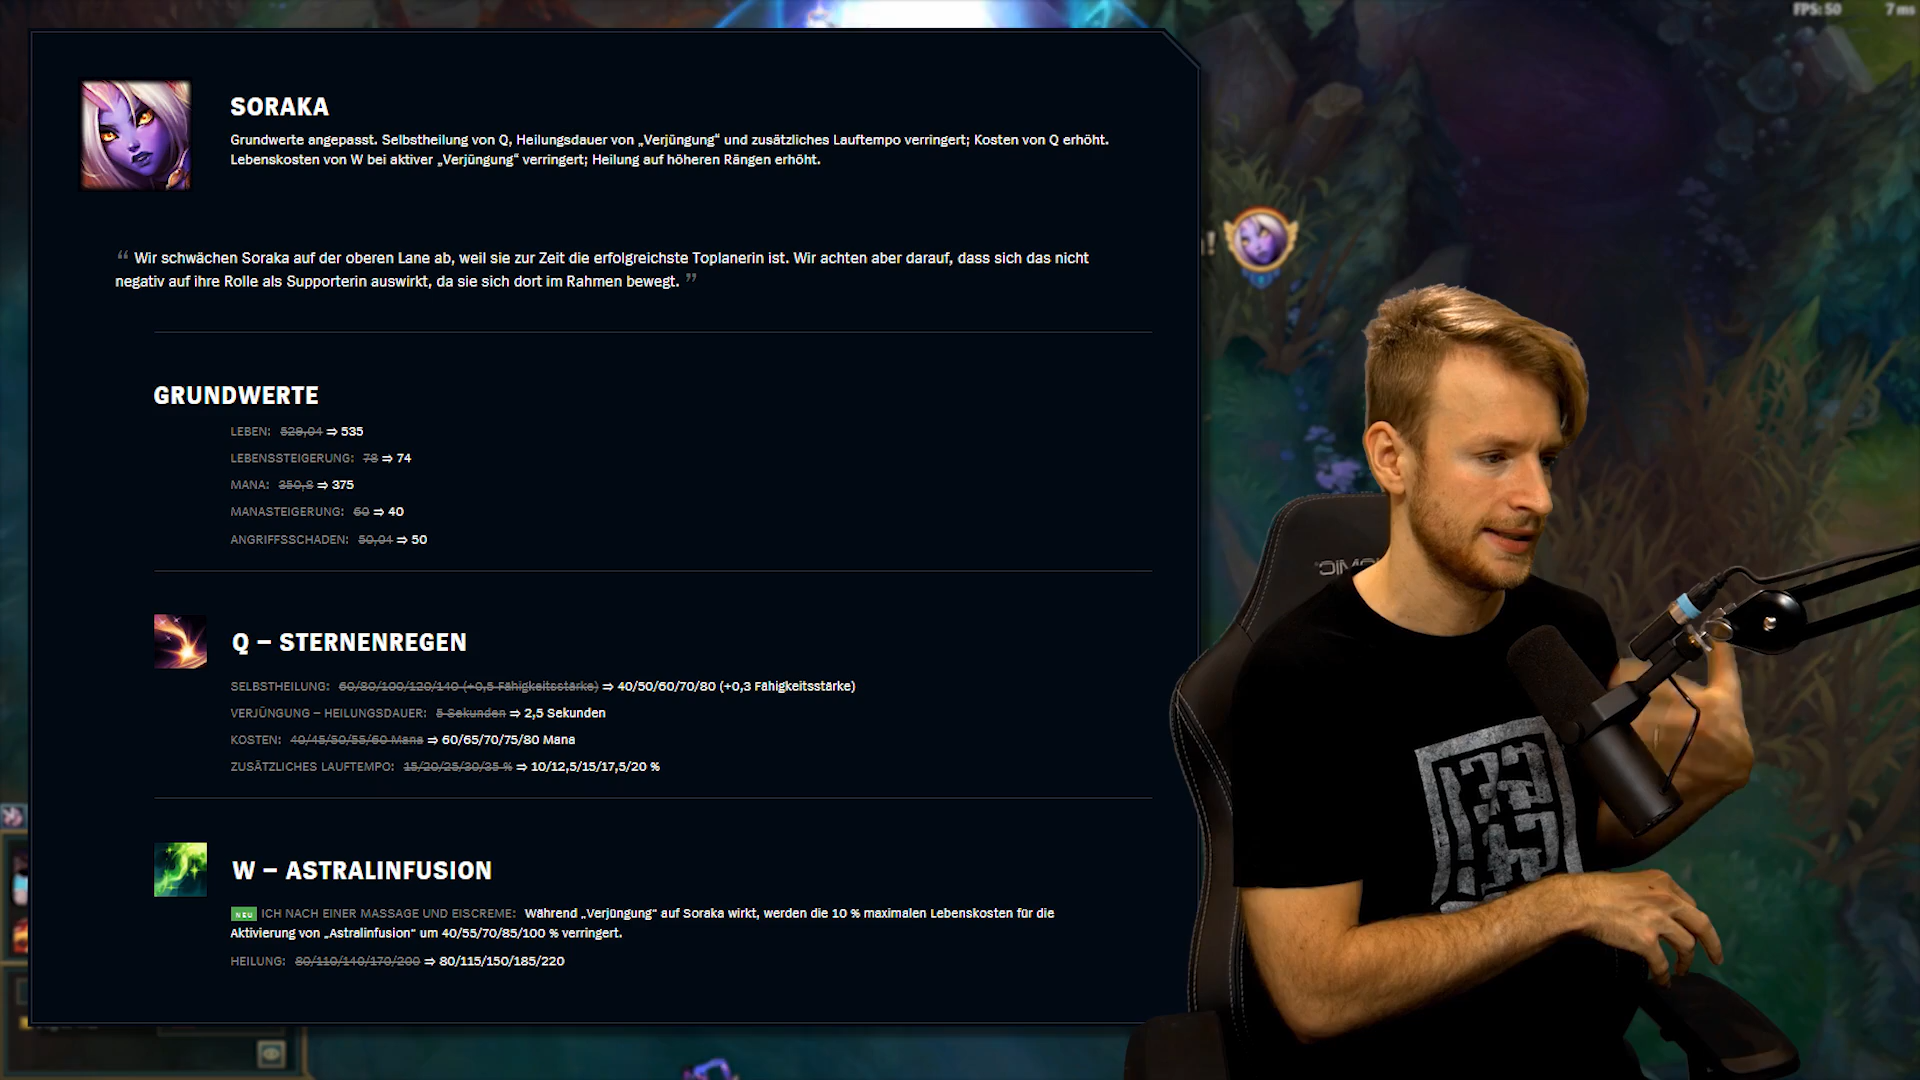 FPS: 50 7 ms
SORAKA
Grundwerte angepasst. Selbstheilung von Q, Heilungsdauer von „Verjüngung“ und zusätzliches Lauftempo verringert; Kosten von Q erhöht.
Lebenskosten von W bei aktiver „Verjüngung“ verringert; Heilung auf höheren Rängen erhöht.
“ Wir schwächen Soraka auf der oberen Lane ab, weil sie zur Zeit die erfolgreichste Toplanerin ist. Wir achten aber darauf, dass sich das nicht
negativ auf ihre Rolle als Supporterin auswirkt, da sie sich dort im Rahmen bewegt. ”
GRUNDWERTE
LEBEN: 529,04 ⇒ 535
LEBENSSTEIGERUNG: 78 ⇒ 74
MANA: 350,8 ⇒ 375
MANASTEIGERUNG: 60 ⇒ 40
ANGRIFFSSCHADEN: 50,04 ⇒ 50
Q – STERNENREGEN
SELBSTHEILUNG: 60/80/100/120/140 (+0,5 Fähigkeitsstärke) ⇒ 40/50/60/70/80 (+0,3 Fähigkeitsstärke)
VERJÜNGUNG – HEILUNGSDAUER: 5 Sekunden ⇒ 2,5 Sekunden
KOSTEN: 40/45/50/55/60 Mana ⇒ 60/65/70/75/80 Mana
ZUSÄTZLICHES LAUFTEMPO: 15/20/25/30/35 % ⇒ 10/12,5/15/17,5/20 %
W – ASTRALINFUSION
NEU ICH NACH EINER MASSAGE UND EISCREME: Während „Verjüngung“ auf Soraka wirkt, werden die 10 % maximalen Lebenskosten für die
Aktivierung von „Astralinfusion“ um 40/55/70/85/100 % verringert.
HEILUNG: 80/110/140/170/200 ⇒ 80/115/150/185/220